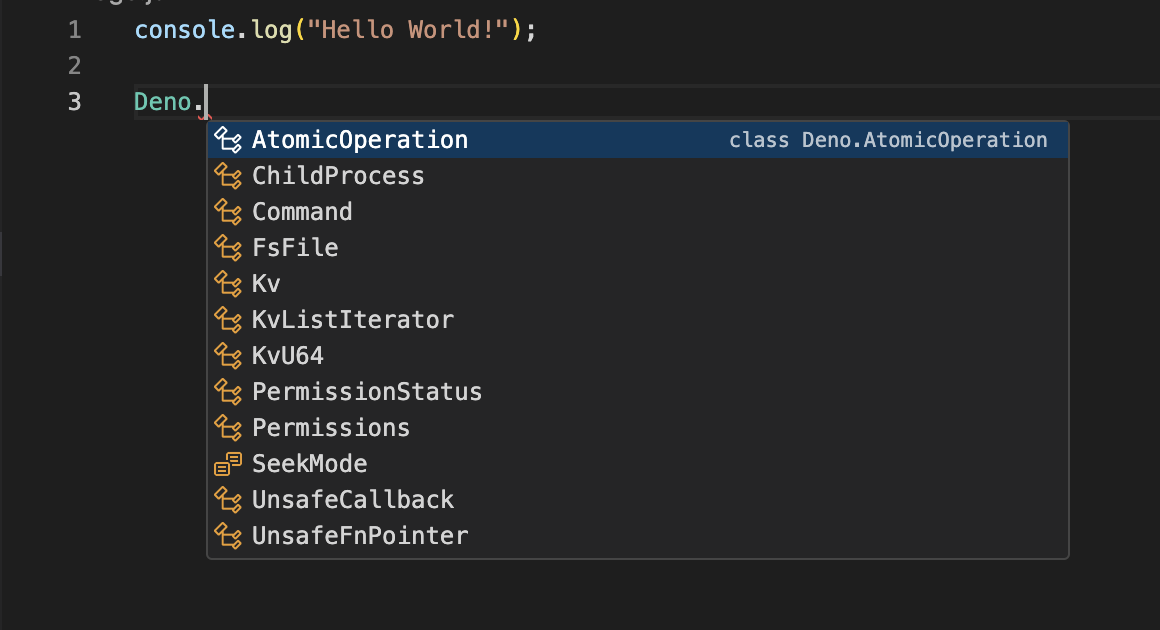 1 console.log("Hello World!");
2
3 Deno.
AtomicOperation class Deno.AtomicOperation
ChildProcess
Command
FsFile
Kv
KvListIterator
KvU64
PermissionStatus
Permissions
SeekMode
UnsafeCallback
UnsafeFnPointer